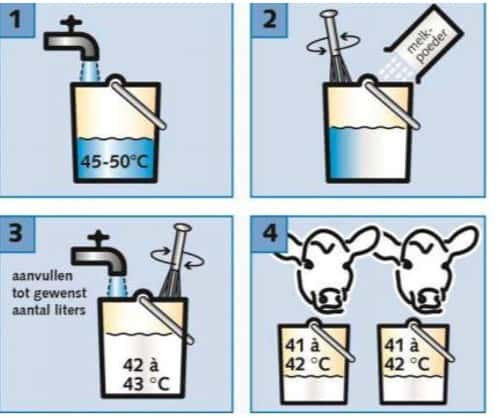 1
45-50°C
2
melk-
poeder
3
aanvullen
tot gewenst
aantal liters
42 à
43 °C
4
41 à
42 °C
41 à
42 °C